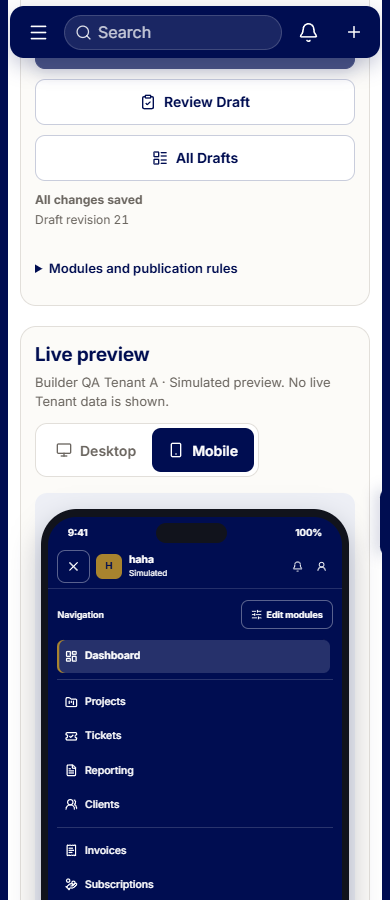 Search
Review Draft
All Drafts
All changes saved
Draft revision 21
Modules and publication rules
Live preview
Builder QA Tenant A · Simulated preview. No live
Tenant data is shown.
Desktop
Mobile
9:41
100%
H
haha
Simulated
Navigation
Edit modules
Dashboard
Projects
Tickets
Reporting
Clients
Invoices
Subscriptions